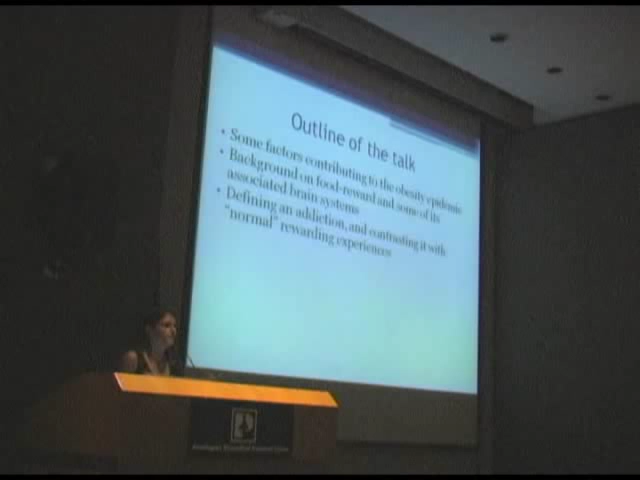 Outline of the talk
• Some factors contributing to the obesity epidemic
• Background on food-reward and some of its
associated brain systems
• Defining an addiction, and contrasting it with
"normal" rewarding experiences